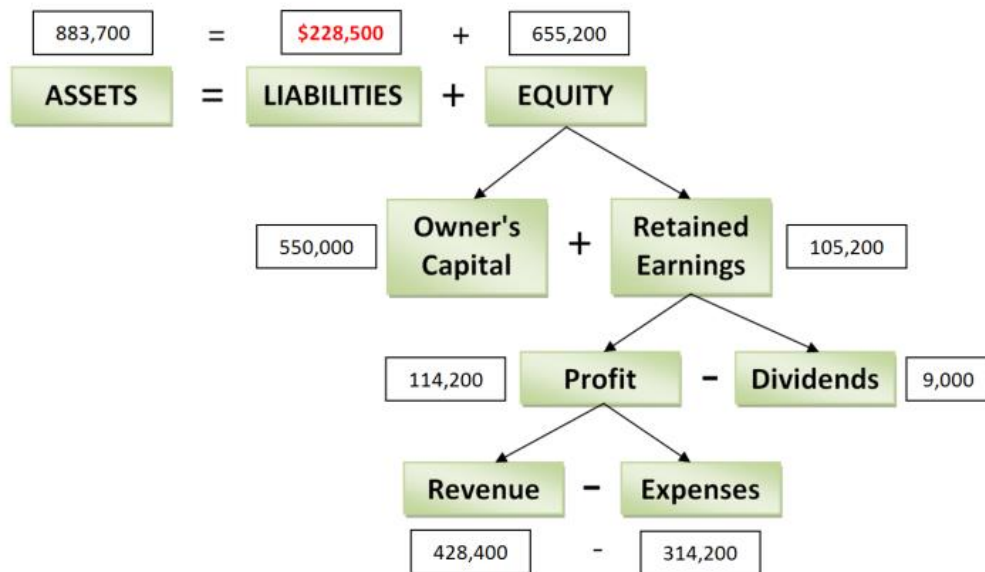 883,700 = $228,500 + 655,200
ASSETS = LIABILITIES + EQUITY
550,000
Owner's
Capital
+
Retained
Earnings
105,200
114,200 Profit - Dividends 9,000
Revenue - Expenses
428,400 - 314,200